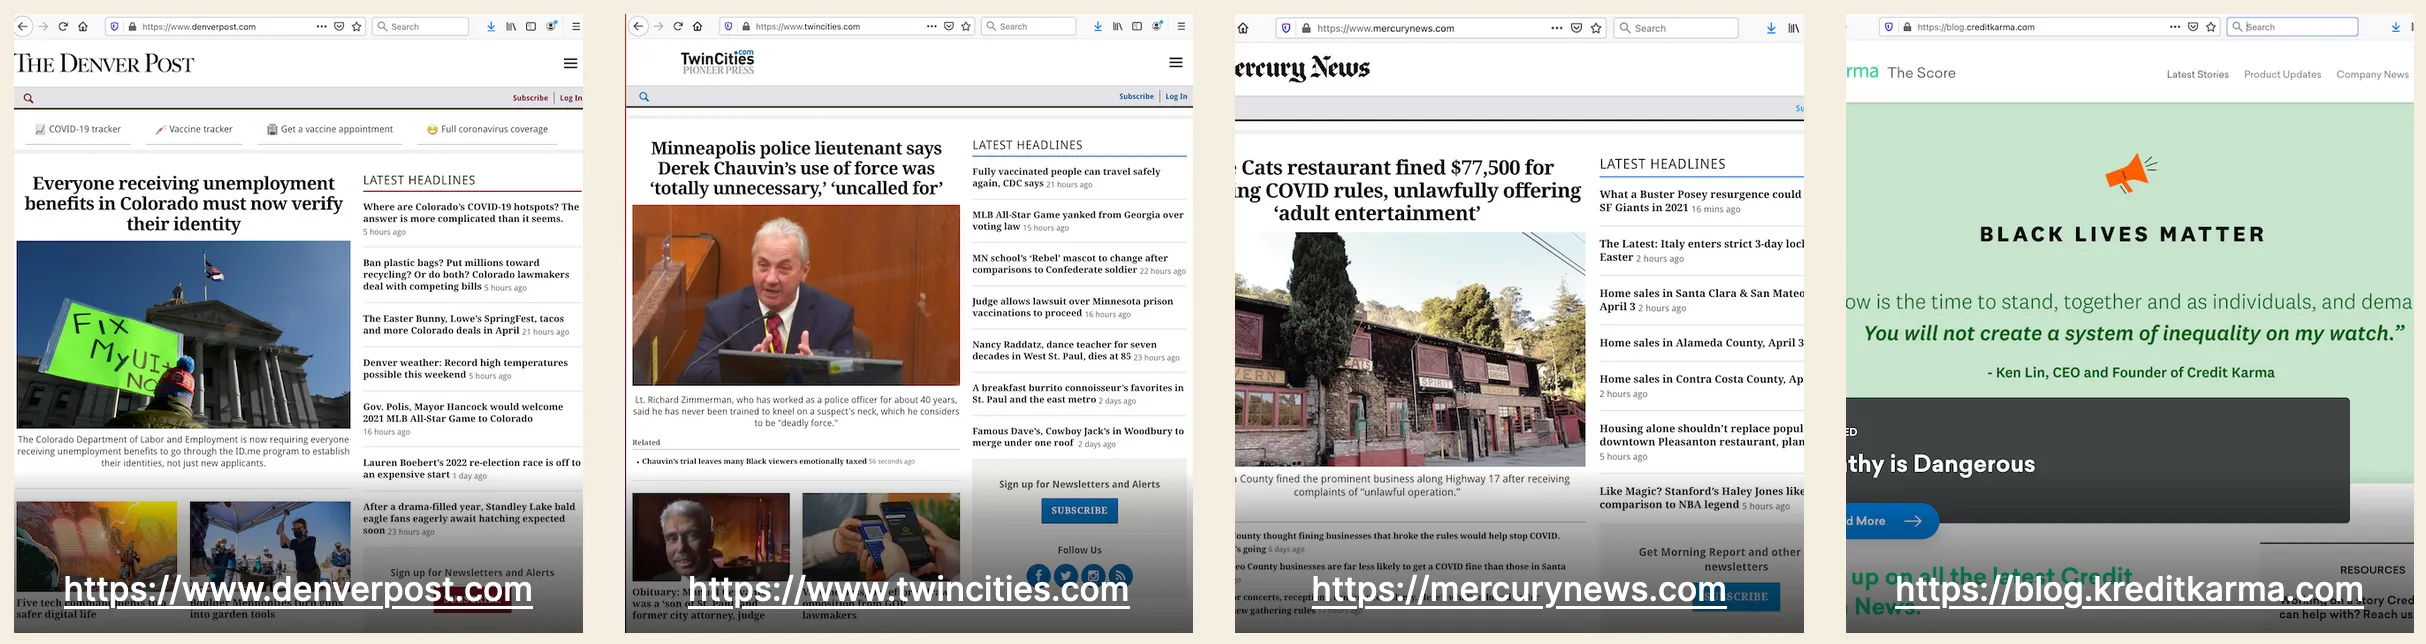 https://www.denverpost.com
Search
THE DENVER POST
Subscribe
Log In
COVID-19 tracker
Vaccine tracker
Get a vaccine appointment
Full coronavirus coverage
Everyone receiving unemployment
benefits in Colorado must now verify
their identity
FIX
MY UI
NO
The Colorado Department of Labor and Employment is now requiring everyone
receiving unemployment benefits to go through the ID.me program to establish
their identities, not just new applicants.
LATEST HEADLINES
Where are Colorado's COVID-19 hotspots? The
answer is more complicated than it seems.
5 hours ago
Ban plastic bags? Put millions toward
recycling? Or do both? Colorado lawmakers
deal with competing bills 5 hours ago
The Easter Bunny, Lowe's SpringFest, tacos
and more Colorado deals in April 21 hours ago
Denver weather: Record high temperatures
possible this weekend 5 hours ago
Gov. Polis, Mayor Hancock would welcome
2021 MLB All-Star Game to Colorado
16 hours ago
Lauren Boebert's 2022 re-election race is off to
an expensive start 1 day ago
After a drama-filled year, Standley Lake bald
eagle fans eagerly await hatching expected
soon 23 hours ago
Sign up for Newsletters and Alerts
Five tech
safer digital life
into garden tools
https://www.denverpost.com
https://www.twincities.com
Search
TwinCities.com
PIONEER PRESS
Subscribe
Log In
Minneapolis police lieutenant says
Derek Chauvin's use of force was
'totally unnecessary,' 'uncalled for'
Lt. Richard Zimmerman, who has worked as a police officer for about 40 years,
said he has never been trained to kneel on a suspect's neck, which he considers
to be "deadly force."
Related
• Chauvin's trial leaves many Black viewers emotionally taxed 56 seconds ago
LATEST HEADLINES
Fully vaccinated people can travel safely
again, CDC says 21 hours ago
MLB All-Star Game yanked from Georgia over
voting law 15 hours ago
MN school's 'Rebel' mascot to change after
comparisons to Confederate soldier 22 hours ago
Judge allows lawsuit over Minnesota prison
vaccinations to proceed 16 hours ago
Nancy Raddatz, dance teacher for seven
decades in West St. Paul, dies at 85 23 hours ago
A breakfast burrito connoisseur's favorites in
St. Paul and the east metro 2 days ago
Famous Dave's, Cowboy Jack's in Woodbury to
merge under one roof 2 days ago
Sign up for Newsletters and Alerts
SUBSCRIBE
Follow Us
Obituary:
was a 'son of St. Paul'
former city attorney, judge
opposition from GOP
lawmakers
https://www.twincities.com
https://www.mercurynews.com
Search
ercury News
Su
e Cats restaurant fined $77,500 for
ing COVID rules, unlawfully offering
'adult entertainment'
VERN
CATS
SPIRIT
a County fined the prominent business along Highway 17 after receiving
complaints of "unlawful operation."
ounty thought fining businesses that broke the rules would help stop COVID.
's going 6 days ago
eo County businesses are far less likely to get a COVID fine than those in Santa
r concerts,
ew gathering rules
LATEST HEADLINES
What a Buster Posey resurgence could
SF Giants in 2021 16 mins ago
The Latest: Italy enters strict 3-day lock
Easter 2 hours ago
Home sales in Santa Clara & San Mateo
April 3 2 hours ago
Home sales in Alameda County, April 3
Home sales in Contra Costa County, Ap
2 hours ago
Housing alone shouldn't replace popul
downtown Pleasanton restaurant, plan
5 hours ago
Like Magic? Stanford's Haley Jones like
comparison to NBA legend 5 hours ago
Get Morning Report and other
newsletters
SUBSCRIBE
https://mercurynews.com
https://blog.creditkarma.com
Search
rma The Score
Latest Stories
Product Updates
Company News
BLACK LIVES MATTER
ow is the time to stand, together and as individuals, and dema
You will not create a system of inequality on my watch."
- Ken Lin, CEO and Founder of Credit Karma
ED
thy is Dangerous
d More
up on all the latest Credit
News.
RESOURCES
Working on a story Cred
can help with? Reach us
https://blog.kreditkarma.com